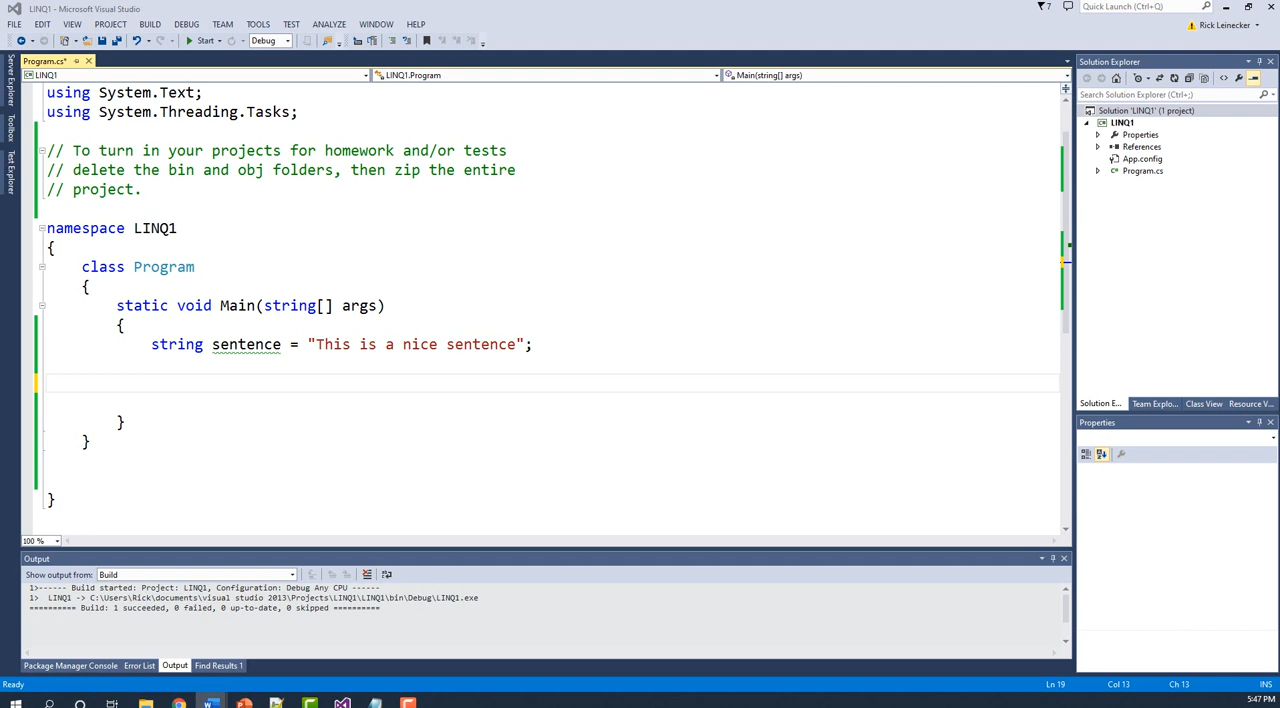 LINQ1 - Microsoft Visual Studio
7
Quick Launch (Ctrl+Q)
FILE EDIT VIEW PROJECT BUILD DEBUG TEAM TOOLS TEST ANALYZE WINDOW HELP
Rick Leinecker
Start Debug
Server Explorer
Toolbox
Test Explorer
Program.cs*
LINQ1 LINQ1.Program Main(string[] args)
using System.Text;
using System.Threading.Tasks;
// To turn in your projects for homework and/or tests
// delete the bin and obj folders, then zip the entire
// project.
namespace LINQ1
{
class Program
{
static void Main(string[] args)
{
string sentence = "This is a nice sentence";
}
}
}
100 %
Solution Explorer
Search Solution Explorer (Ctrl+;)
Solution 'LINQ1' (1 project)
LINQ1
Properties
References
App.config
Program.cs
Solution E... Team Explo... Class View Resource V...
Properties
Output
Show output from: Build
1>------ Build started: Project: LINQ1, Configuration: Debug Any CPU ------
1> LINQ1 -> C:\Users\Rick\documents\visual studio 2013\Projects\LINQ1\LINQ1\bin\Debug\LINQ1.exe
========== Build: 1 succeeded, 0 failed, 0 up-to-date, 0 skipped ==========
Package Manager Console Error List Output Find Results 1
Ready Ln 19 Col 13 Ch 13 INS
5:47 PM